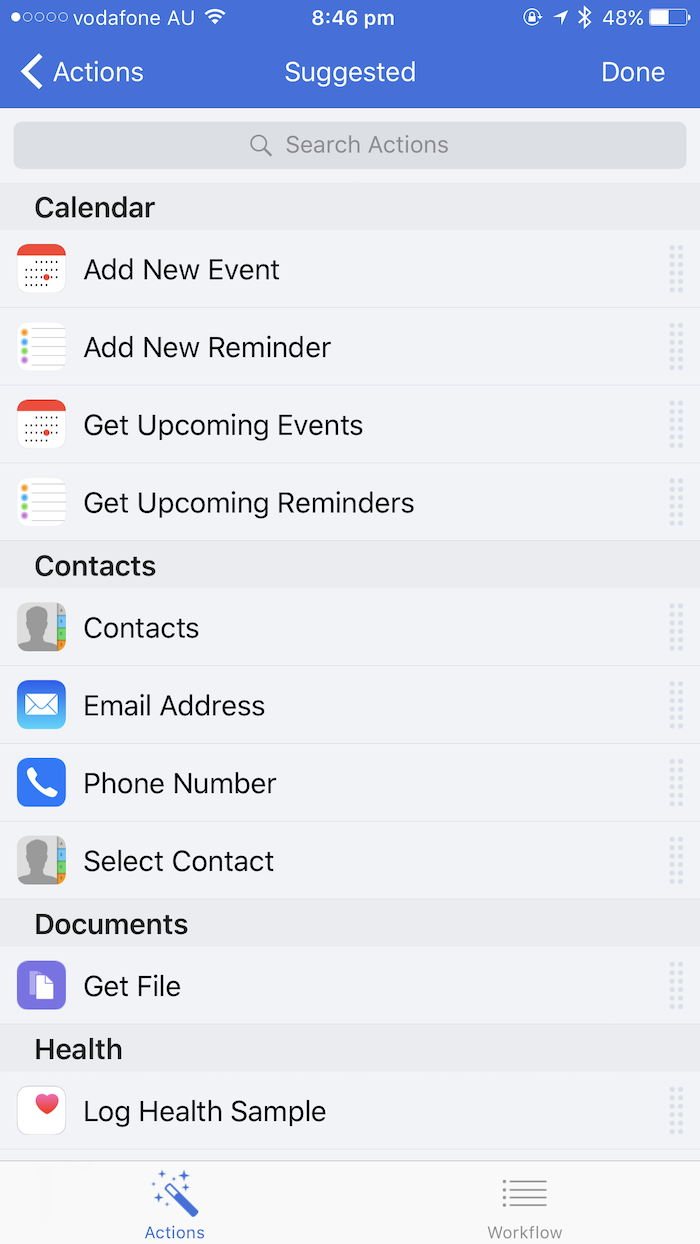 vodafone AU 8:46 pm 48%
Actions Suggested Done
Search Actions
Calendar
Add New Event
Add New Reminder
Get Upcoming Events
Get Upcoming Reminders
Contacts
Contacts
Email Address
Phone Number
Select Contact
Documents
Get File
Health
Log Health Sample
Actions Workflow